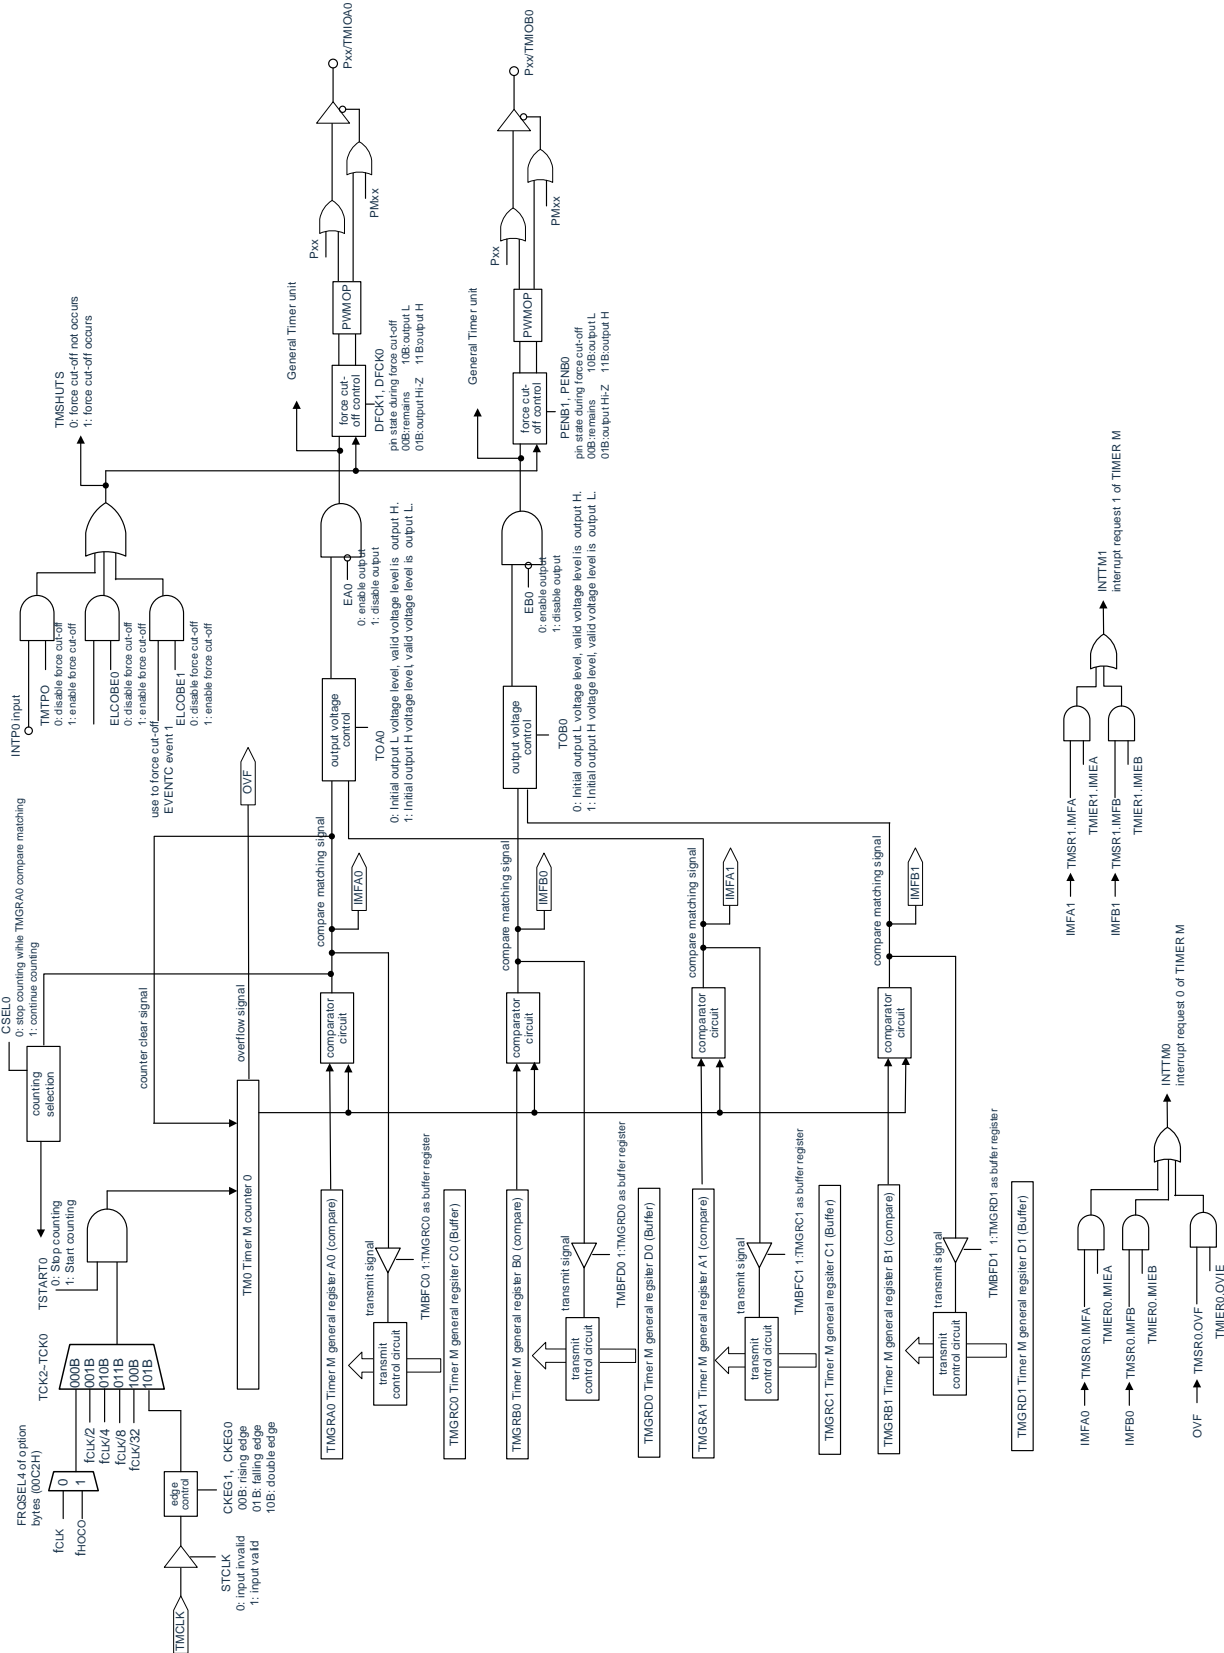 FRQSEL4 of option
bytes (00C2H)
fCLK
fHOCO
0
1
TMCLK
STCLK
0: input invalid
1: input valid
edge
control
CKEG1, CKEG0
00B: rising edge
01B: falling edge
10B: double edge
fCLK/2
fCLK/4
fCLK/8
fCLK/32
TCK2~TCK0
000B
001B
010B
011B
100B
101B
TSTART0
0: Stop counting
1: Start counting
counting
selection
CSEL0
0: stop counting wihle TMGRA0 compare matching
1: continue counting
counter clear signal
TM0 Timer M counter 0
overflow signal
OVF
INTP0 input
TMTPO
0: disable force cut-off
1: enable force cut-off
ELCOBE0
0: disable force cut-off
1: enable force cut-off
use to force cut-off
EVENTC event 1
ELCOBE1
0: disable force cut-off
1: enable force cut-off
TMSHUTS
0: force cut-off not occurs
1: force cut-off occurs
TMGRA0 Timer M general register A0 (compare)
comparator
circuit
compare matching signal
IMFA0
transmit signal
transmit
control circuit
TMBFC0 1:TMGRC0 as buffer register
TMGRC0 Timer M general regsiter C0 (Buffer)
output voltage
control
TOA0
0: Initial output L voltage level, valid voltage level is output H.
1: Initial output H voltage level, valid voltage level is output L.
EA0
0: enable output
1: disable output
General Timer unit
force cut-
off control
DFCK1, DFCK0
pin state during force cut-off
00B:remains 10B:output L
01B:output Hi-Z 11B:output H
PWMOP
Pxx
PMxx
Pxx/TMIOA0
TMGRB0 Timer M general register B0 (compare)
comparator
circuit
compare matching signal
IMFB0
transmit signal
transmit
control circuit
TMBFD0 1:TMGRD0 as buffer register
TMGRD0 Timer M general regsiter D0 (Buffer)
output voltage
control
TOB0
0: Initial output L voltage level, valid voltage level is output H.
1: Initial output H voltage level, valid voltage level is output L.
EB0
0: enable output
1: disable output
General Timer unit
force cut-
off control
PENB1, PENB0
pin state during force cut-off
00B:remains 10B:output L
01B:output Hi-Z 11B:output H
PWMOP
Pxx
PMxx
Pxx/TMIOB0
TMGRA1 Timer M general register A1 (compare)
comparator
circuit
compare matching signal
IMFA1
transmit signal
transmit
control circuit
TMBFC1 1:TMGRC1 as buffer register
TMGRC1 Timer M general regsiter C1 (Buffer)
TMGRB1 Timer M general register B1 (compare)
comparator
circuit
compare matching signal
IMFB1
transmit signal
transmit
control circuit
TMBFD1 1:TMGRD1 as buffer register
TMGRD1 Timer M general regsiter D1 (Buffer)
IMFA0
TMSR0.IMFA
TMIER0.IMIEA
IMFB0
TMSR0.IMFB
TMIER0.IMIEB
OVF
TMSR0.OVF
TMIER0.OVIE
INTTM0
interrupt request 0 of TIMER M
IMFA1
TMSR1.IMFA
TMIER1.IMIEA
IMFB1
TMSR1.IMFB
TMIER1.IMIEB
INTTM1
interrupt request 1 of TIMER M